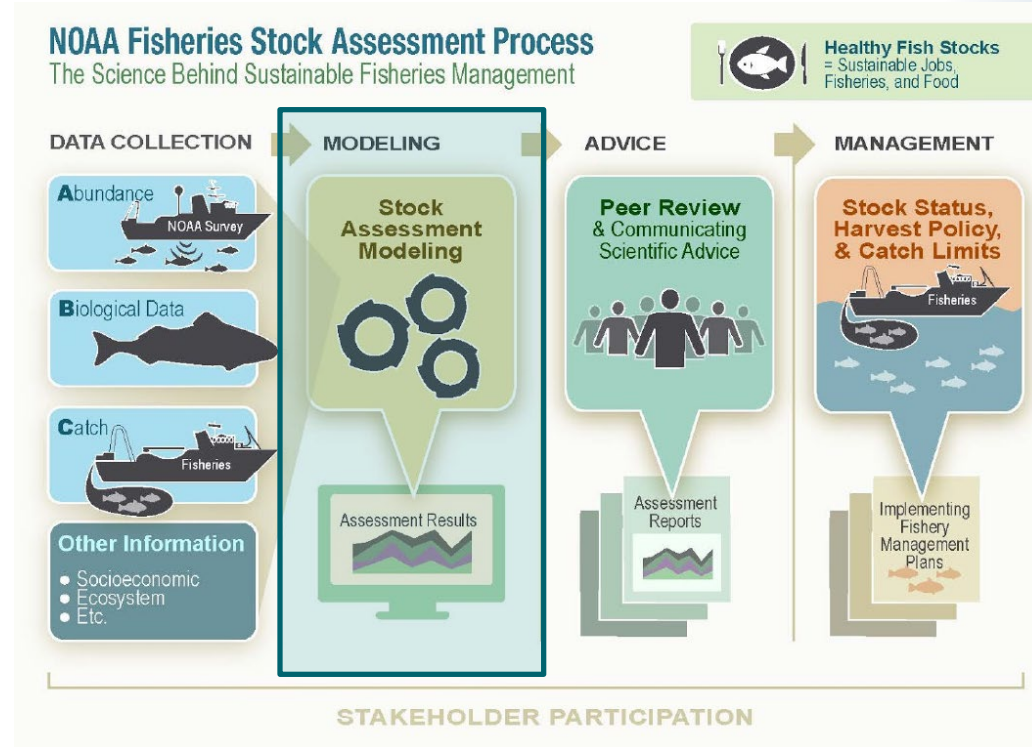 NOAA Fisheries Stock Assessment Process
The Science Behind Sustainable Fisheries Management
Healthy Fish Stocks
= Sustainable Jobs,
Fisheries, and Food
DATA COLLECTION
Abundance
NOAA Survey
Biological Data
Catch
Fisheries
Other Information
● Socioeconomic
● Ecosystem
● Etc.
MODELING
Stock
Assessment
Modeling
Assessment Results
ADVICE
Peer Review
& Communicating
Scientific Advice
Assessment
Reports
MANAGEMENT
Stock Status,
Harvest Policy,
& Catch Limits
Fisheries
Implementing
Fishery
Management
Plans
STAKEHOLDER PARTICIPATION